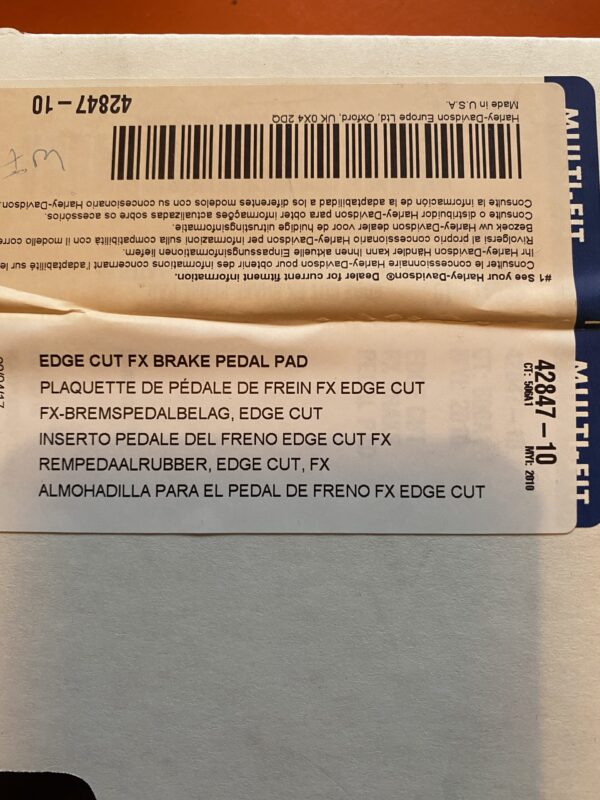 42847-10
Made in U.S.A.
Harley-Davidson Europe Ltd, Oxford, UK 0X4 2DQ
Consulte la información de la adaptabilidad a los diferentes modelos con su concesionario Harley-Davidson.
Consulte o distribuidor Harley-Davidson para obter informações atualizadas sobre os acessórios.
Bezoek uw Harley-Davidson dealer voor de huidige uitrustingsinformatie.
Rivolgersi al proprio concessionario Harley-Davidson per informazioni sulla compatibilità con il modello
Ihr Harley-Davidson Händler kann Ihnen aktuelle Einpassungsinformationen liefern
Consulter le concessionnaire Harley-Davidson pour obtenir des informations concernant l'adaptabilité sur
#1 See your Harley-Davidson® Dealer for current fitment information.
MULTI-FIT
EDGE CUT FX BRAKE PEDAL PAD
PLAQUETTE DE PÉDALE DE FREIN FX EDGE CUT
FX-BREMSPEDALBELAG, EDGE CUT
INSERTO PEDALE DEL FRENO EDGE CUT FX
REMPEDAALRUBBER, EDGE CUT, FX
ALMOHADILLA PARA EL PEDAL DE FRENO FX EDGE CUT
42847-10
MYI: 2010
MULTI-FIT